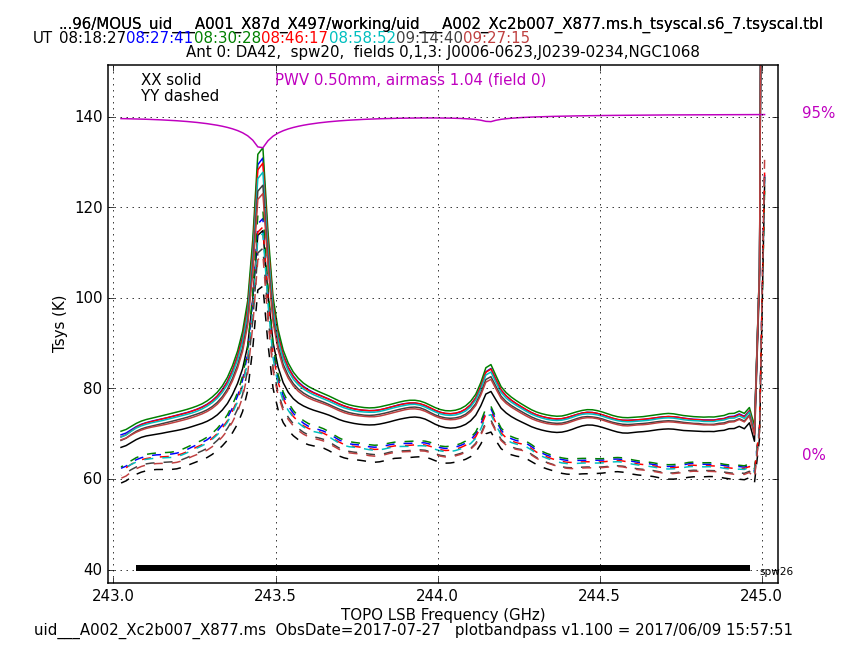 ...96/MOUS_uid___A001_X87d_X497/working/uid___A002_Xc2b007_X877.ms.h_tsyscal.s6_7.tsyscal.tbl
UT 08:18:27 08:27:41 08:30:28 08:46:17 08:58:52 09:14:40 09:27:15
Ant 0: DA42,  spw20,  fields 0,1,3: J0006-0623,J0239-0234,NGC1068
XX solid
YY dashed
PWV 0.50mm, airmass 1.04 (field 0)
95%
0%
140
120
100
80
60
40
Tsys (K)
spw26
243.0 243.5 244.0 244.5 245.0
TOPO LSB Frequency (GHz)
uid___A002_Xc2b007_X877.ms  ObsDate=2017-07-27   plotbandpass v1.100 = 2017/06/09 15:57:51